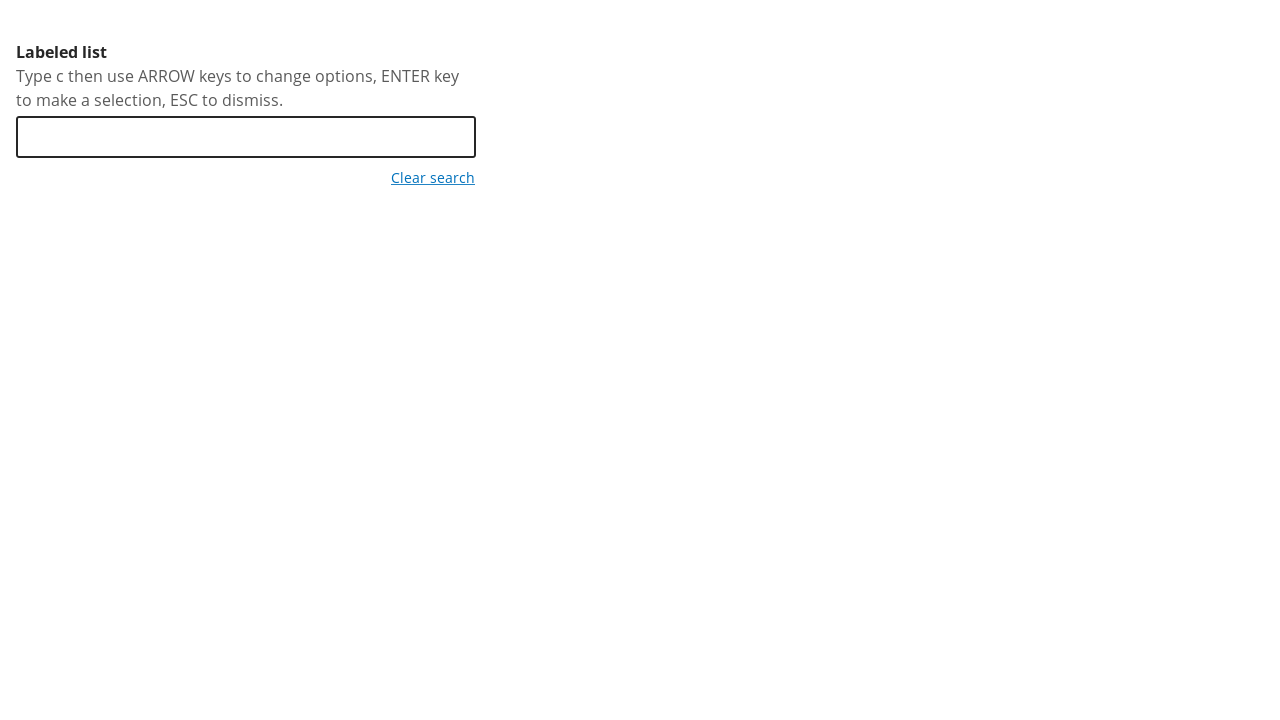 Labeled list
Type c then use ARROW keys to change options, ENTER key
to make a selection, ESC to dismiss.
Clear search